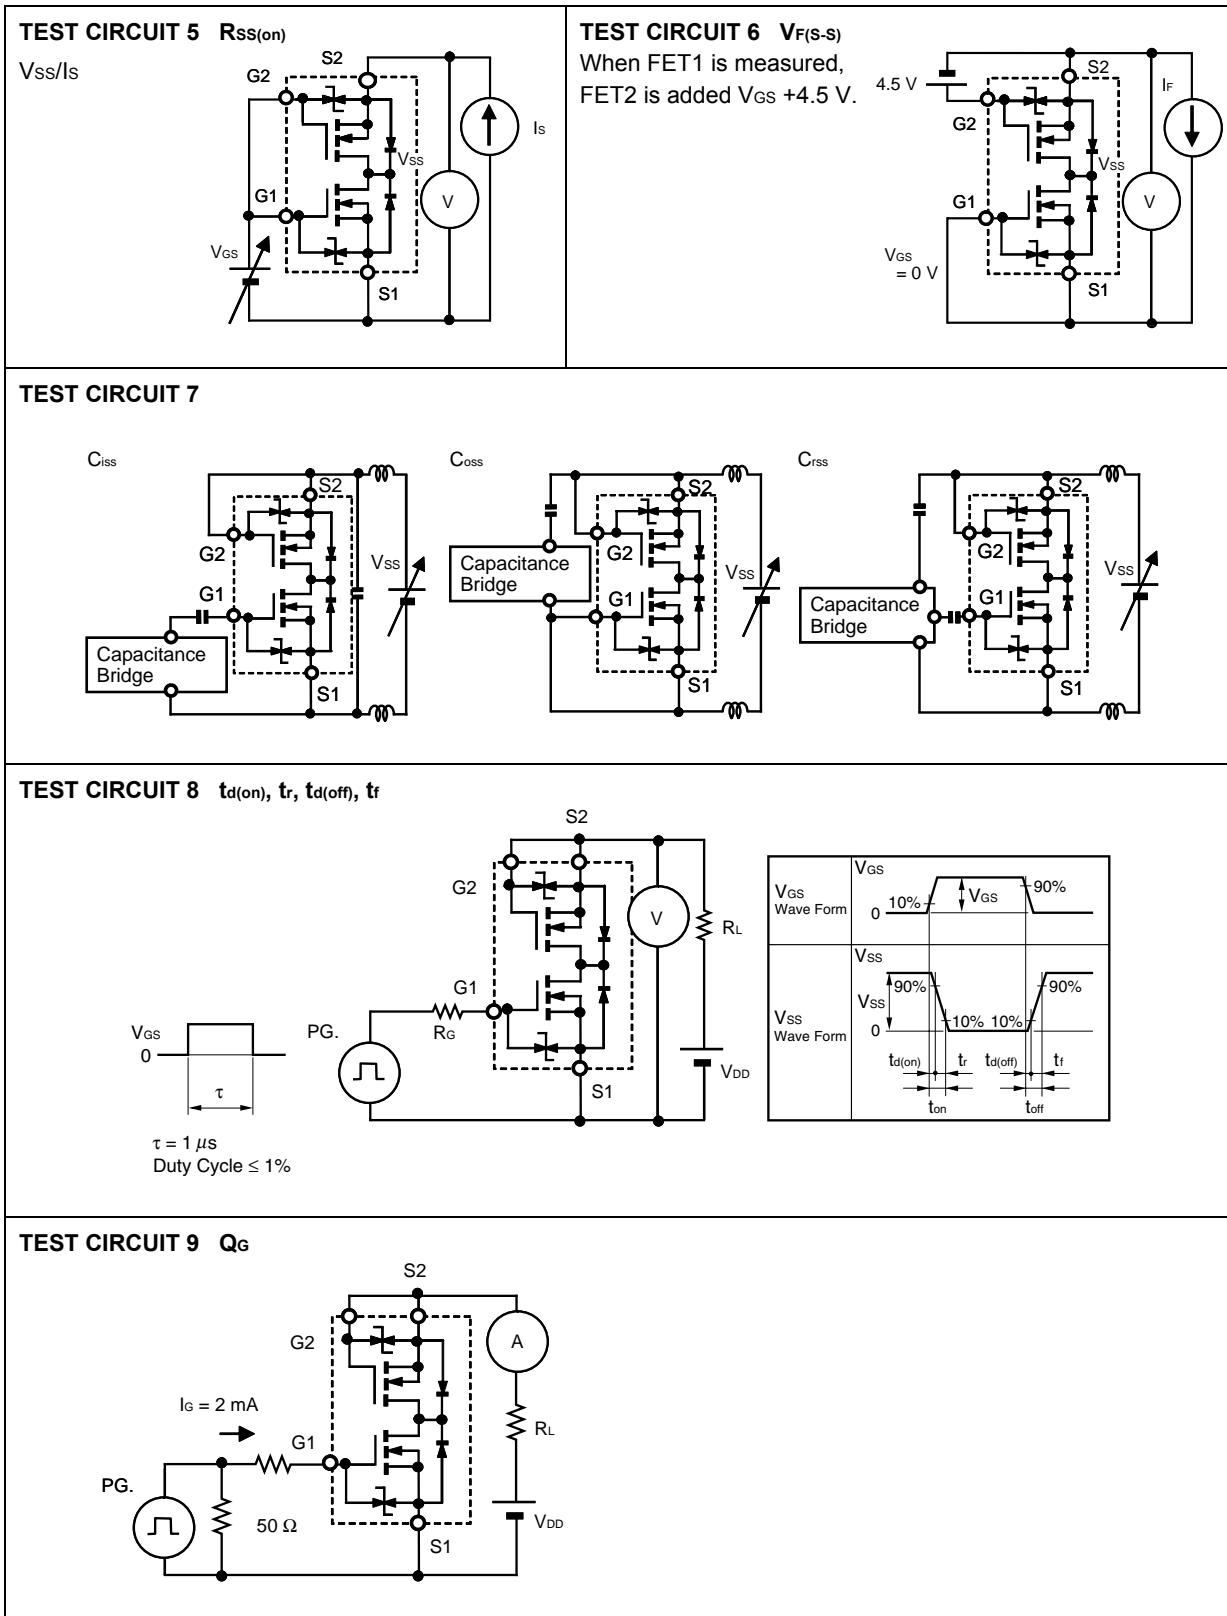 TEST CIRCUIT 5 RSS(on)
VSS/IS
S2
G2
IS
VSS
V
G1
VGS
S1
TEST CIRCUIT 6 VF(S-S)
When FET1 is measured,
FET2 is added VGS +4.5 V.
4.5 V
S2
IF
G2
VSS
V
G1
VGS
= 0 V
S1
TEST CIRCUIT 7
Ciss
S2
G2
VSS
G1
Capacitance
Bridge
S1
Coss
S2
G2
Capacitance
Bridge
VSS
G1
S1
Crss
S2
G2
VSS
G1
Capacitance
Bridge
S1
TEST CIRCUIT 8 td(on), tr, td(off), tf
S2
G2
V
RL
G1
PG.
RG
VDD
S1
VGS
0
τ
τ = 1 μs
Duty Cycle ≤ 1%
VGS
Wave Form
VGS
10%
0
VGS
90%
VSS
Wave Form
VSS
90%
VSS
0
10% 10%
90%
td(on) tr td(off) tf
ton toff
TEST CIRCUIT 9 QG
S2
G2
A
IG = 2 mA
RL
G1
PG.
50 Ω
VDD
S1